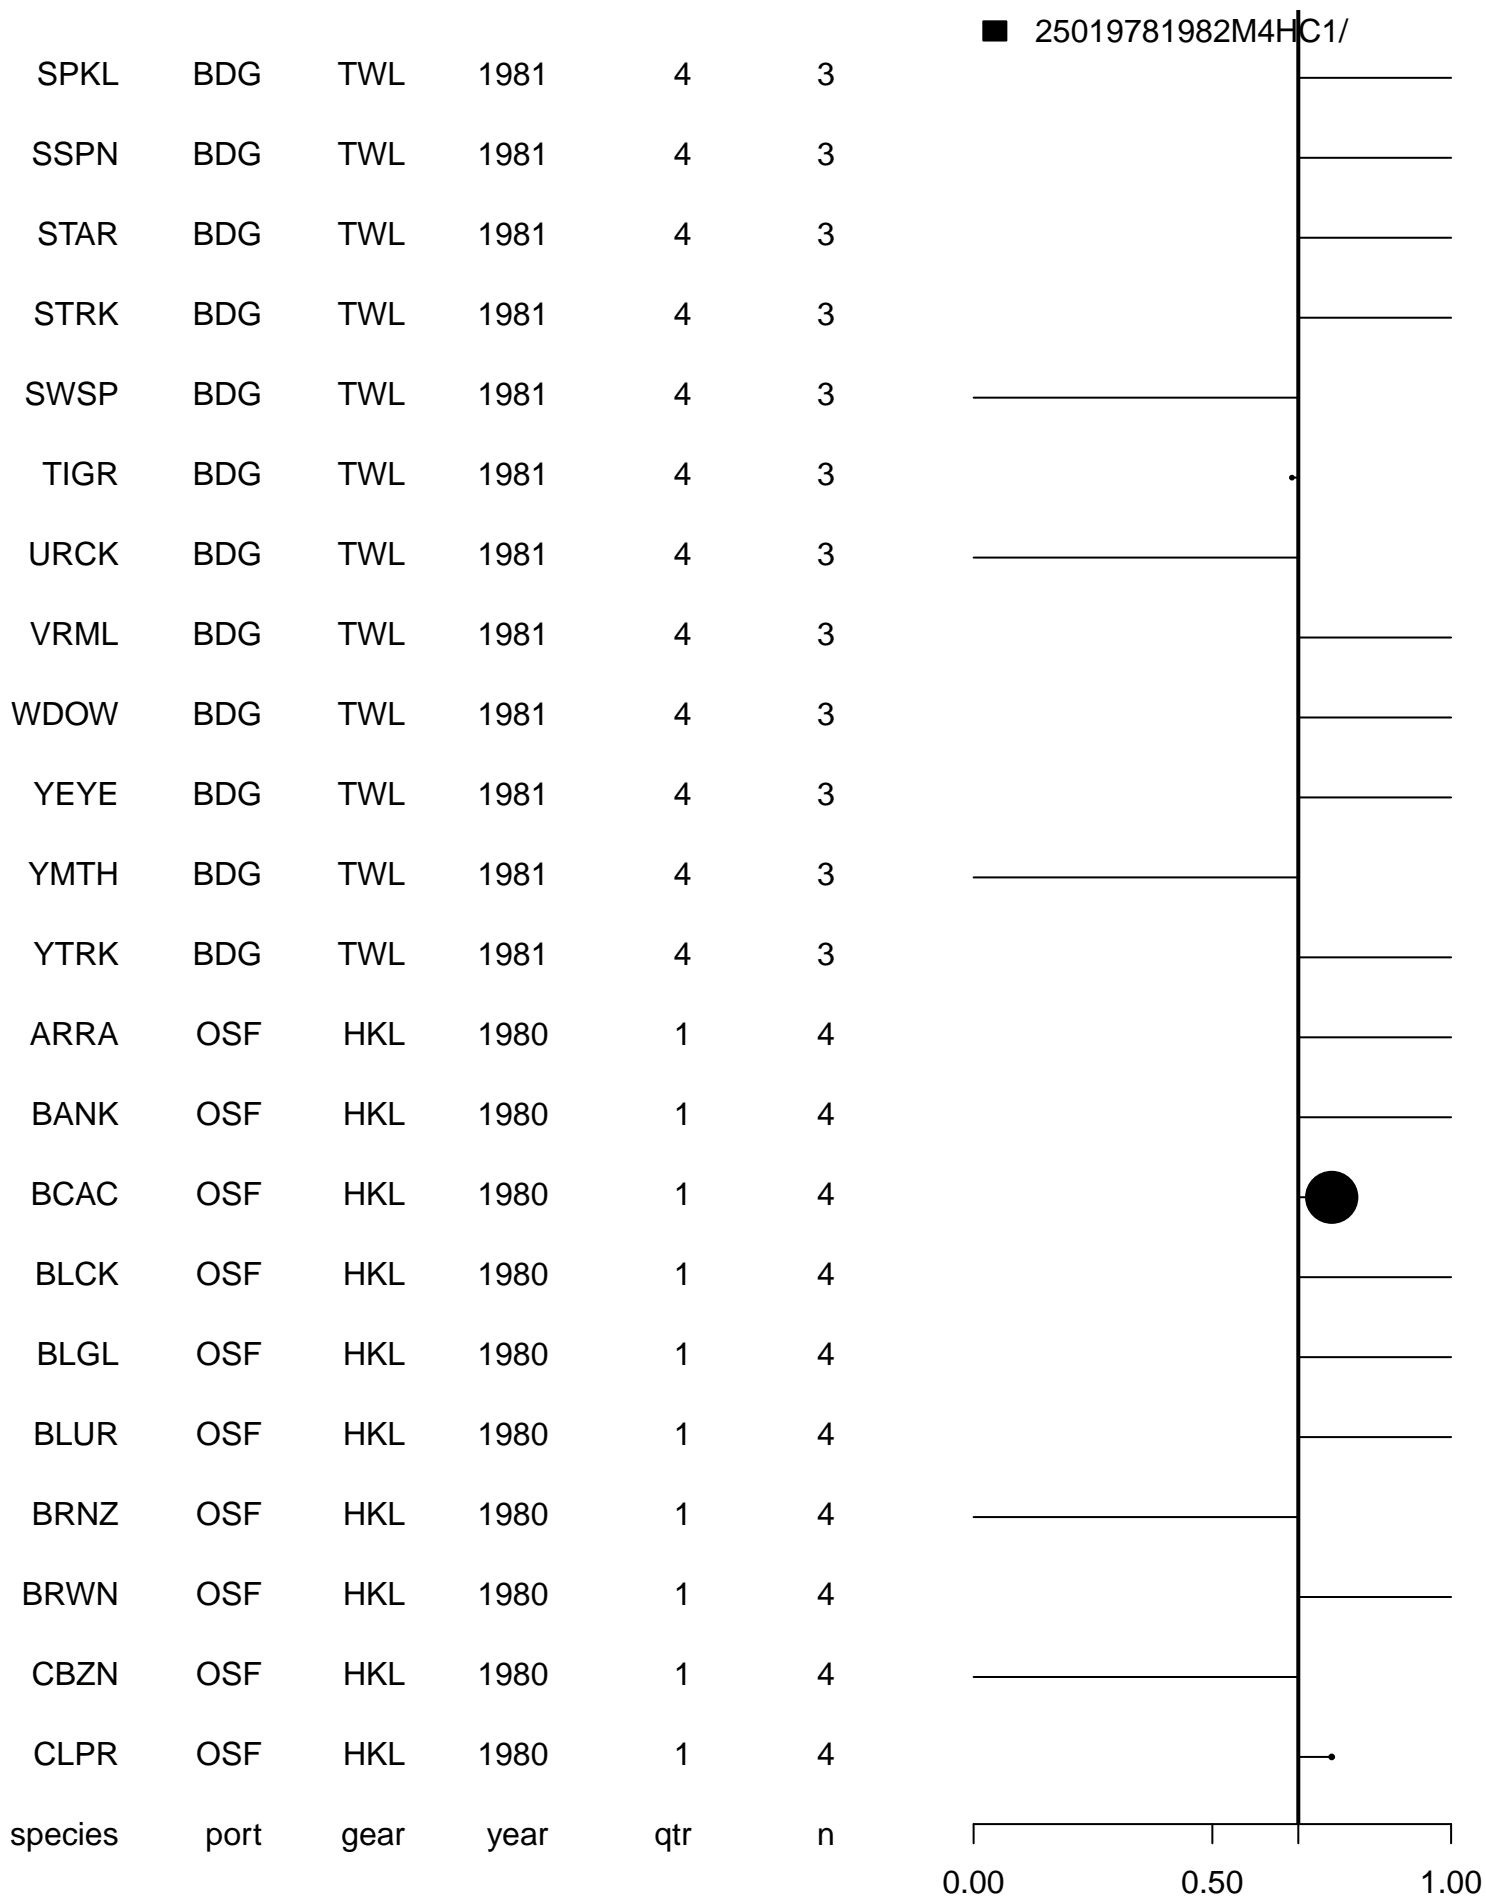 25019781982M4HC1/
SPKL BDG TWL 1981 4 3
SSPN BDG TWL 1981 4 3
STAR BDG TWL 1981 4 3
STRK BDG TWL 1981 4 3
SWSP BDG TWL 1981 4 3
TIGR BDG TWL 1981 4 3
URCK BDG TWL 1981 4 3
VRML BDG TWL 1981 4 3
WDOW BDG TWL 1981 4 3
YEYE BDG TWL 1981 4 3
YMTH BDG TWL 1981 4 3
YTRK BDG TWL 1981 4 3
ARRA OSF HKL 1980 1 4
BANK OSF HKL 1980 1 4
BCAC OSF HKL 1980 1 4
BLCK OSF HKL 1980 1 4
BLGL OSF HKL 1980 1 4
BLUR OSF HKL 1980 1 4
BRNZ OSF HKL 1980 1 4
BRWN OSF HKL 1980 1 4
CBZN OSF HKL 1980 1 4
CLPR OSF HKL 1980 1 4
species port gear year qtr n
0.00 0.50 1.00